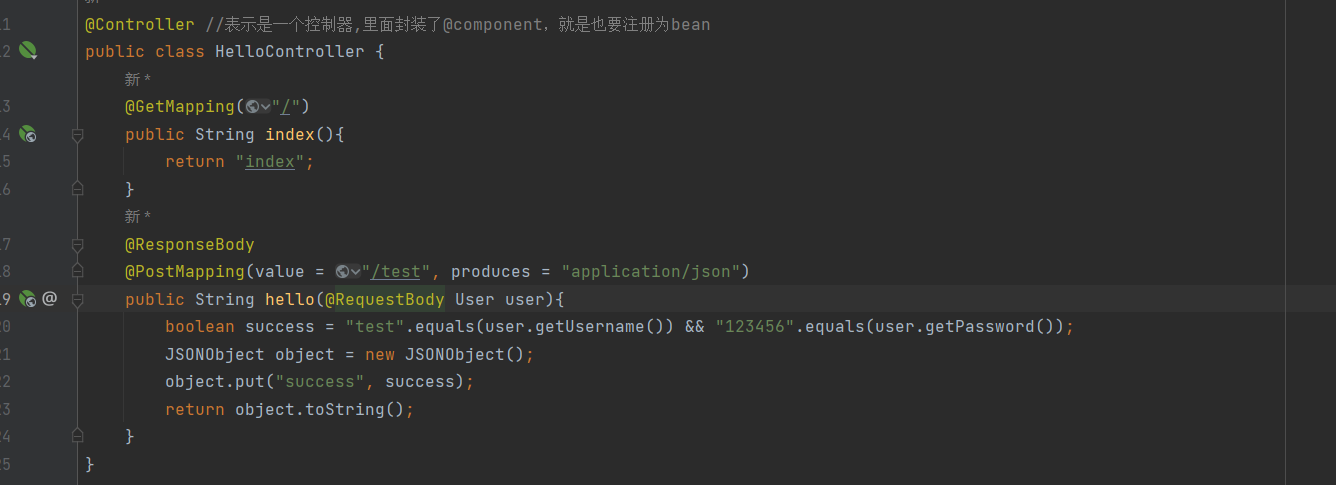 新*
11 @Controller //表示是一个控制器,里面封装了@component，就是也要注册为bean
12 public class HelloController {
新 *
13 @GetMapping("/")
14 public String index(){
15 return "index";
16 }
新 *
17 @ResponseBody
18 @PostMapping(value = "/test", produces = "application/json")
19 @ public String hello(@RequestBody User user){
20 boolean success = "test".equals(user.getUsername()) && "123456".equals(user.getPassword());
21 JSONObject object = new JSONObject();
22 object.put("success", success);
23 return object.toString();
24 }
25 }